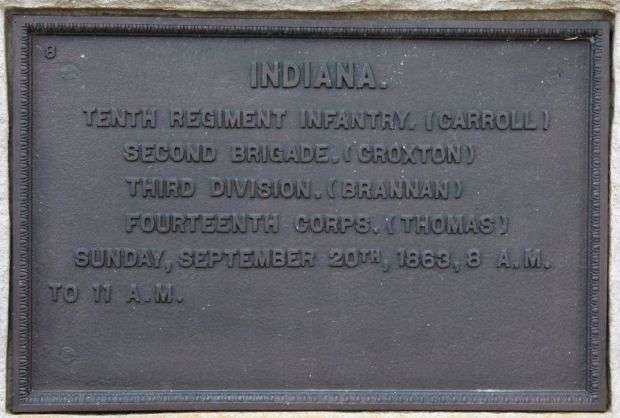 8
INDIANA.
TENTH REGIMENT INFANTRY. (CARROLL)
SECOND BRIGADE. (CROXTON)
THIRD DIVISION. (BRANNAN)
FOURTEENTH CORPS. (THOMAS)
SUNDAY, SEPTEMBER 20TH, 1863, 8 A.M.
TO 11 A.M.